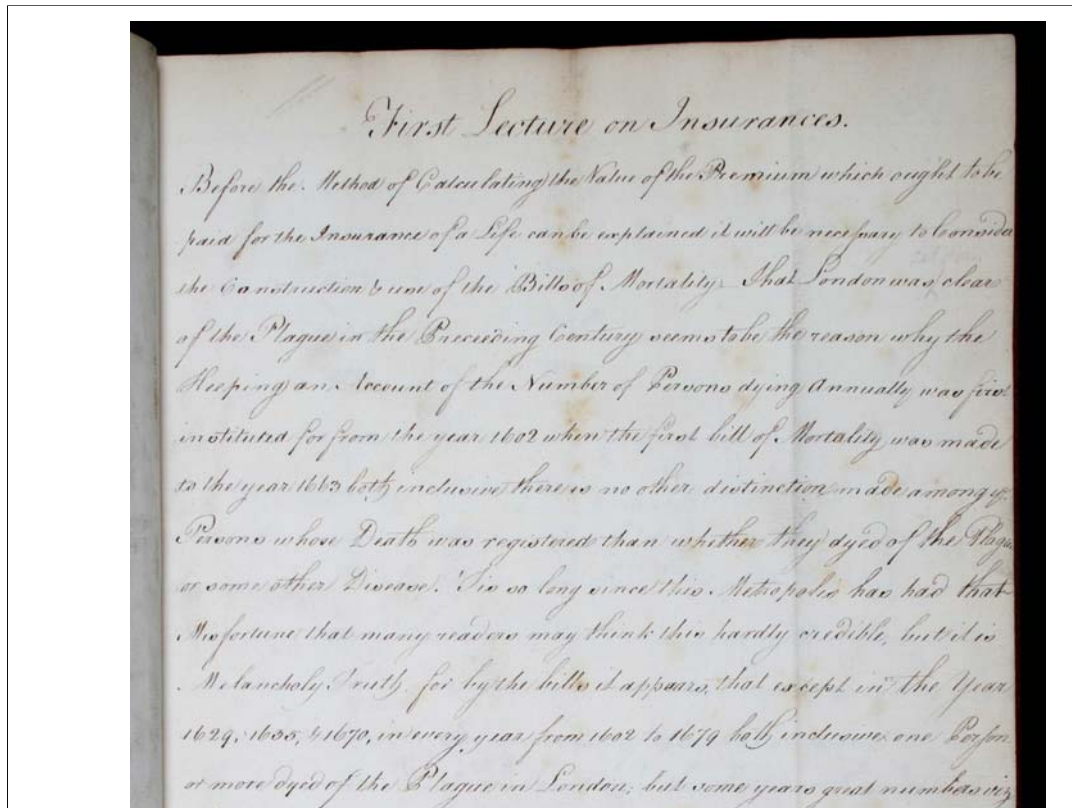 First Lecture on Insurances.
Before the Method of Calculating the Value of the Premium which ought to be
paid for the Insurance of a Life can be explained it will be necessary to Consider
the Construction & use of the Bills of Mortality. That London was clear
of the Plague in the Preceeding Century seems to be the reason why the
Keeping an Account of the Number of Persons dying Annually was first
instituted for from the year 1602 when the first bill of Mortality was made
to the year 1663 both inclusive there is no other distinction made among ye.
Persons whose Death was registered than whether they dyed of the Plague
or some other Disease. Tis so long since this Metropolis has had that
Misfortune that many readers may think this hardly credible, but it is
Melancholy Truth, for by the bills it appears, that except in the Year
1629, 1635, & 1670, in every year from 1602 to 1679 both inclusive one Person
or more dyed of the Plague in London; but some years great numbers viz